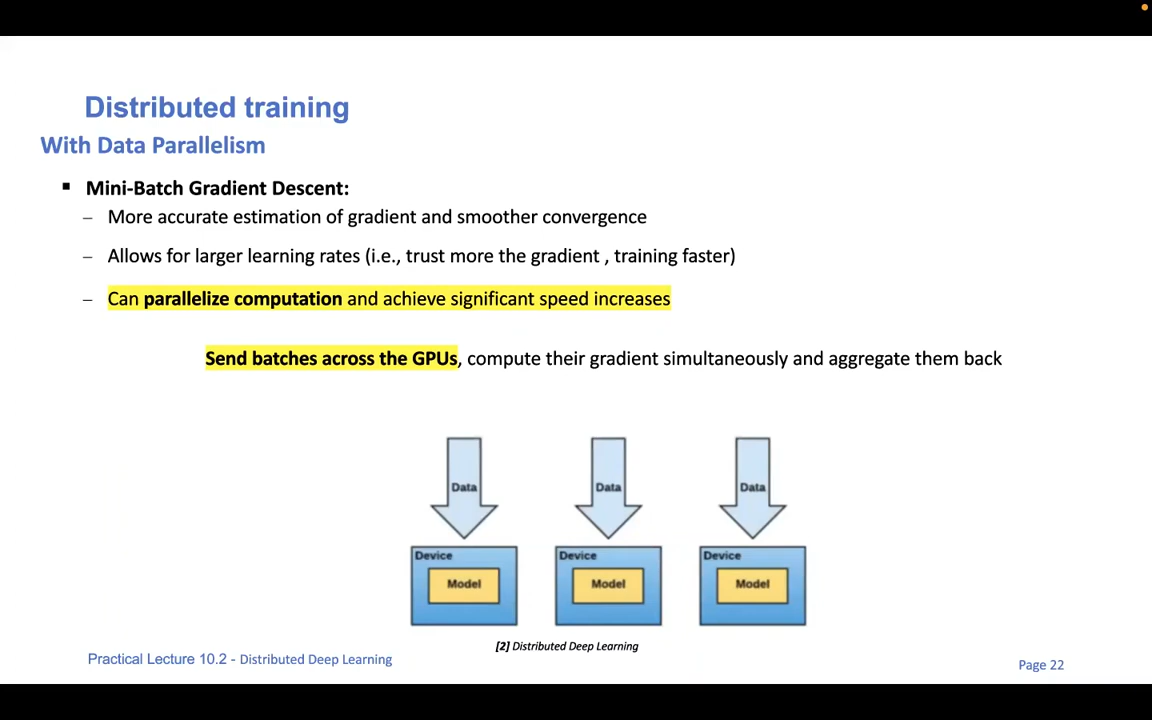 Distributed training
With Data Parallelism
▪ Mini-Batch Gradient Descent:
– More accurate estimation of gradient and smoother convergence
– Allows for larger learning rates (i.e., trust more the gradient , training faster)
– Can parallelize computation and achieve significant speed increases
Send batches across the GPUs, compute their gradient simultaneously and aggregate them back
Data Data Data
Device Device Device
Model Model Model
[2] Distributed Deep Learning
Practical Lecture 10.2 - Distributed Deep Learning
Page 22